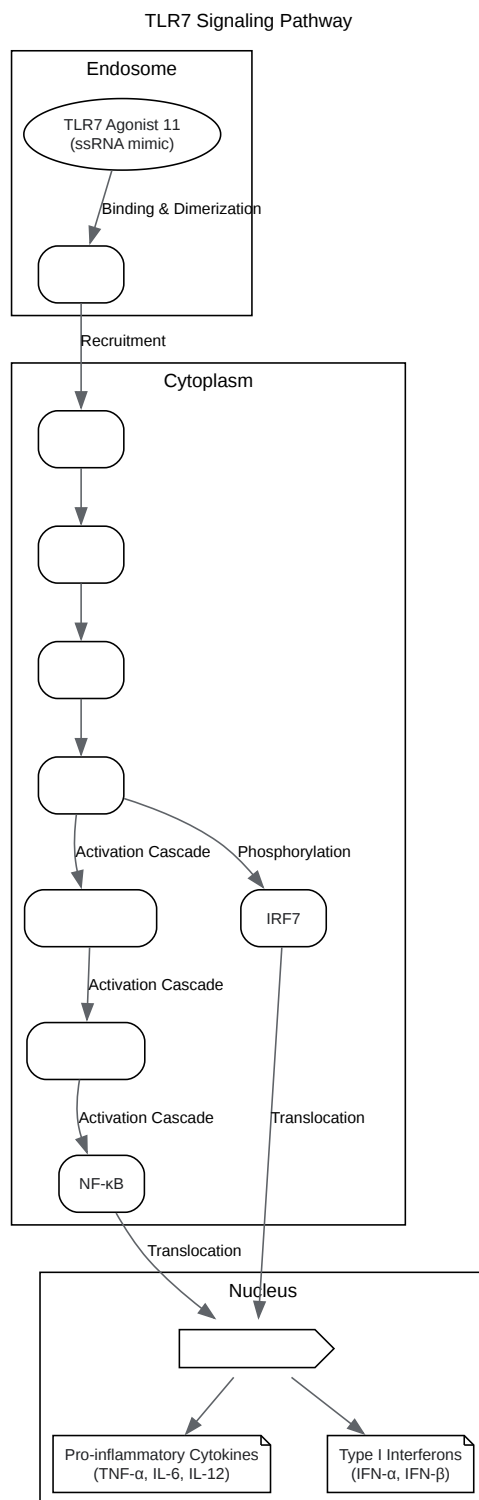 TLR7 Signaling Pathway
Endosome
TLR7 Agonist 11
(ssRNA mimic)
Binding & Dimerization
Recruitment
Cytoplasm
Activation Cascade
Phosphorylation
IRF7
Activation Cascade
Activation Cascade
Translocation
NF-κB
Translocation
Nucleus
Pro-inflammatory Cytokines
(TNF-α, IL-6, IL-12)
Type I Interferons
(IFN-α, IFN-β)